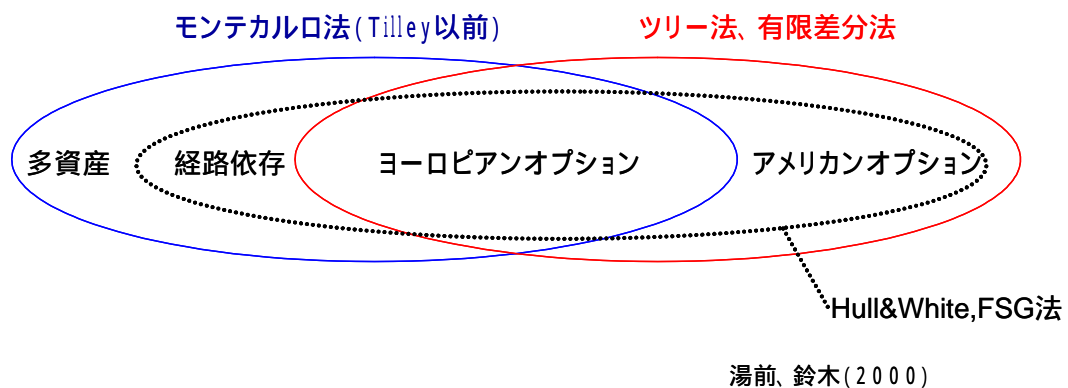 モンテカルロ法(Tilley以前) ツリー法、有限差分法
多資産 経路依存 ヨーロピアンオプション アメリカンオプション
Hull&White,FSG法
湯前、鈴木(2000)